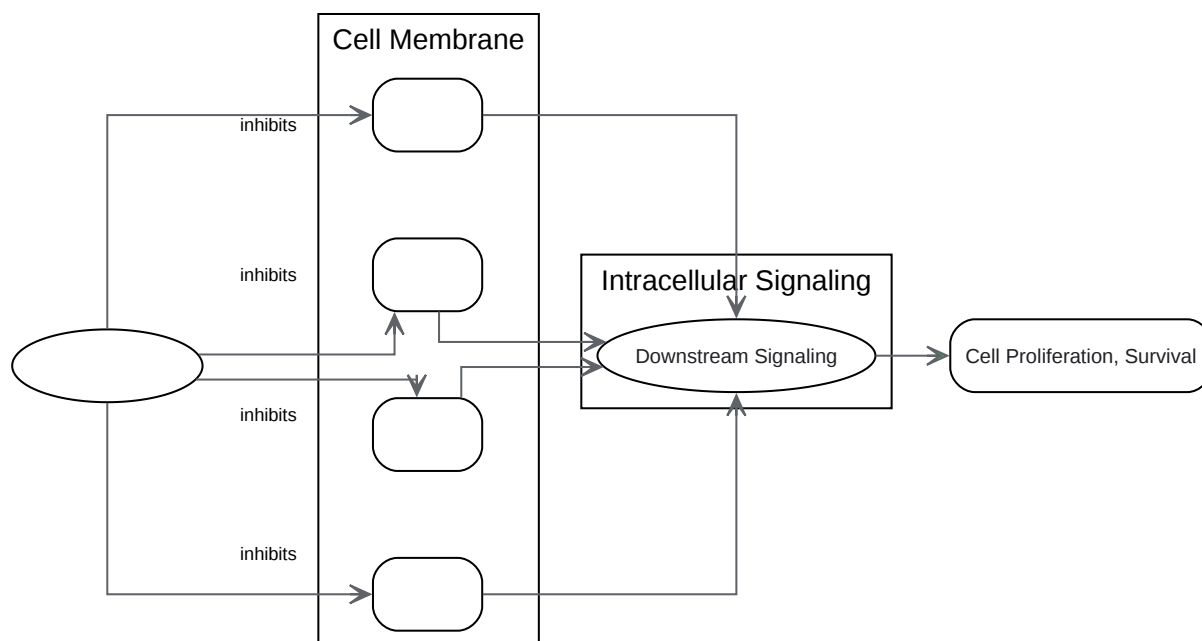 Cell Membrane
inhibits
inhibits
Intracellular Signaling
Downstream Signaling
Cell Proliferation, Survival
inhibits
inhibits